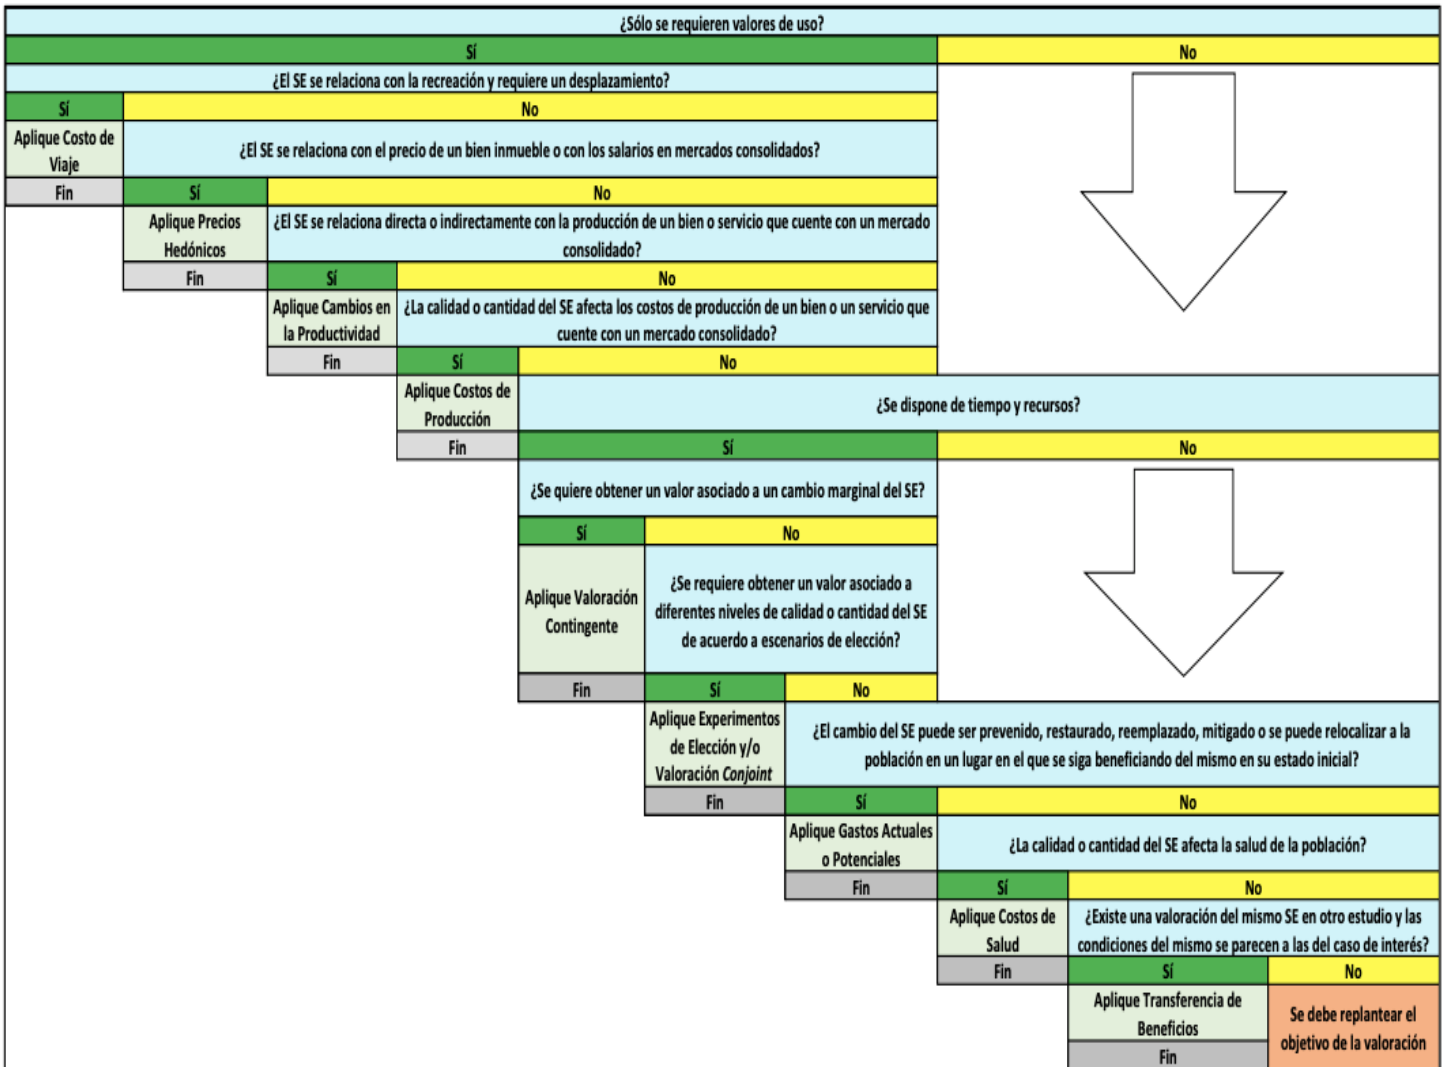 ¿Sólo se requieren valores de uso?
Sí
No
¿El SE se relaciona con la recreación y requiere un desplazamiento?
Sí
No
Aplique Costo de
Viaje
¿El SE se relaciona con el precio de un bien inmueble o con los salarios en mercados consolidados?
Fin
Sí
No
Aplique Precios
Hedónicos
¿El SE se relaciona directa o indirectamente con la producción de un bien o servicio que cuente con un mercado
consolidado?
Fin
Sí
No
Aplique Cambios en
la Productividad
¿La calidad o cantidad del SE afecta los costos de producción de un bien o un servicio que
cuente con un mercado consolidado?
Fin
Sí
No
Aplique Costos de
Producción
¿Se dispone de tiempo y recursos?
Fin
Sí
No
¿Se quiere obtener un valor asociado a un cambio marginal del SE?
Sí
No
Aplique Valoración
Contingente
¿Se requiere obtener un valor asociado a
diferentes niveles de calidad o cantidad del SE
de acuerdo a escenarios de elección?
Fin
Sí
No
Aplique Experimentos
de Elección y/o
Valoración Conjoint
¿El cambio del SE puede ser prevenido, restaurado, reemplazado, mitigado o se puede relocalizar a la
población en un lugar en el que se siga beneficiando del mismo en su estado inicial?
Fin
Sí
No
Aplique Gastos Actuales
o Potenciales
¿La calidad o cantidad del SE afecta la salud de la población?
Fin
Sí
No
Aplique Costos de
Salud
¿Existe una valoración del mismo SE en otro estudio y las
condiciones del mismo se parecen a las del caso de interés?
Fin
Sí
No
Aplique Transferencia de
Beneficios
Se debe replantear el
objetivo de la valoración
Fin